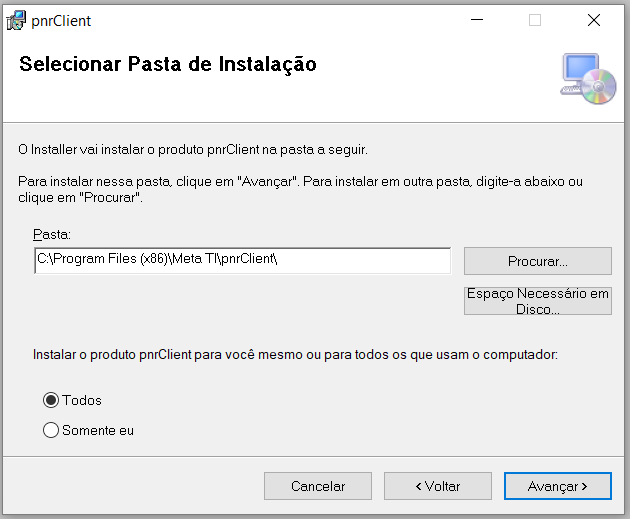 pnrClient
Selecionar Pasta de Instalação
O Installer vai instalar o produto pnrClient na pasta a seguir.
Para instalar nessa pasta, clique em "Avançar". Para instalar em outra pasta, digite-a abaixo ou
clique em "Procurar".
Pasta:
C:\Program Files (x86)\Meta TI\pnrClient\
Procurar...
Espaço Necessário em
Disco...
Instalar o produto pnrClient para você mesmo ou para todos os que usam o computador:
Todos
Somente eu
Cancelar
< Voltar
Avançar >